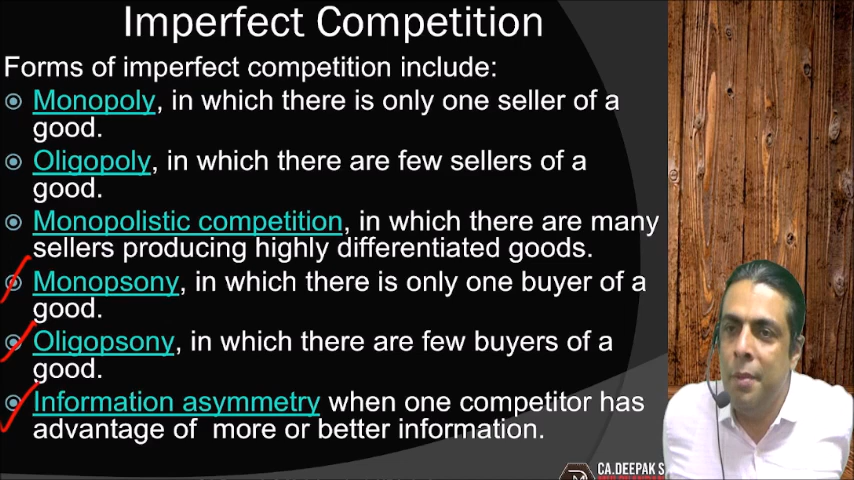 Imperfect Competition
Forms of imperfect competition include:
Monopoly, in which there is only one seller of a
good.
Oligopoly, in which there are few sellers of a
good.
Monopolistic competition, in which there are many
sellers producing highly differentiated goods.
Monopsony, in which there is only one buyer of a
good.
Oligopsony, in which there are few buyers of a
good.
Information asymmetry when one competitor has
advantage of more or better information.
CA.DEEPAK S